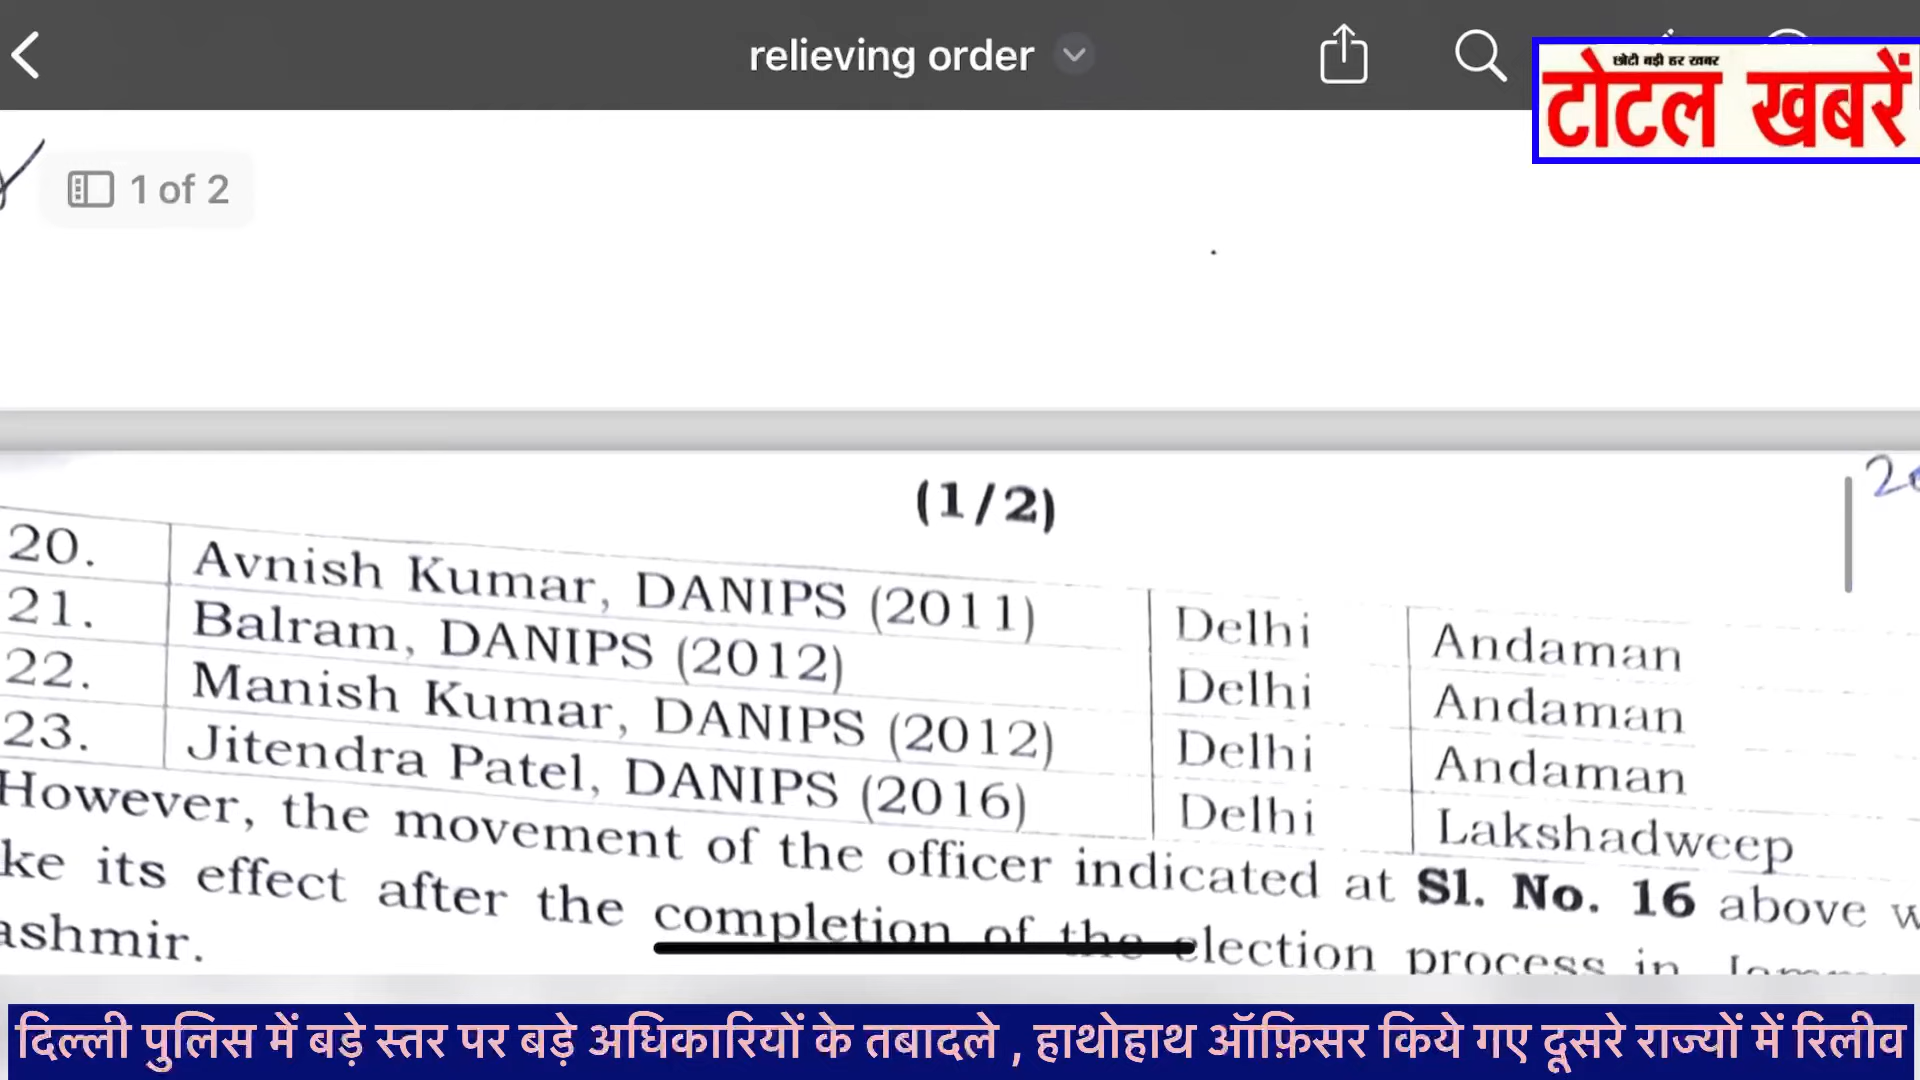 relieving order
छोटी बड़ी हर खबर
टोटल खबरें
1 of 2
(1/2)
20. Avnish Kumar, DANIPS (2011) Delhi Andaman
21. Balram, DANIPS (2012) Delhi Andaman
22. Manish Kumar, DANIPS (2012) Delhi Andaman
23. Jitendra Patel, DANIPS (2016) Delhi Lakshadweep
However, the movement of the officer indicated at Sl. No. 16 above w
ke its effect after the completion of the election process in
ashmir.
दिल्ली पुलिस में बड़े स्तर पर बड़े अधिकारियों के तबादले , हाथोहाथ ऑफ़िसर किये गए दूसरे राज्यों में रिलीव